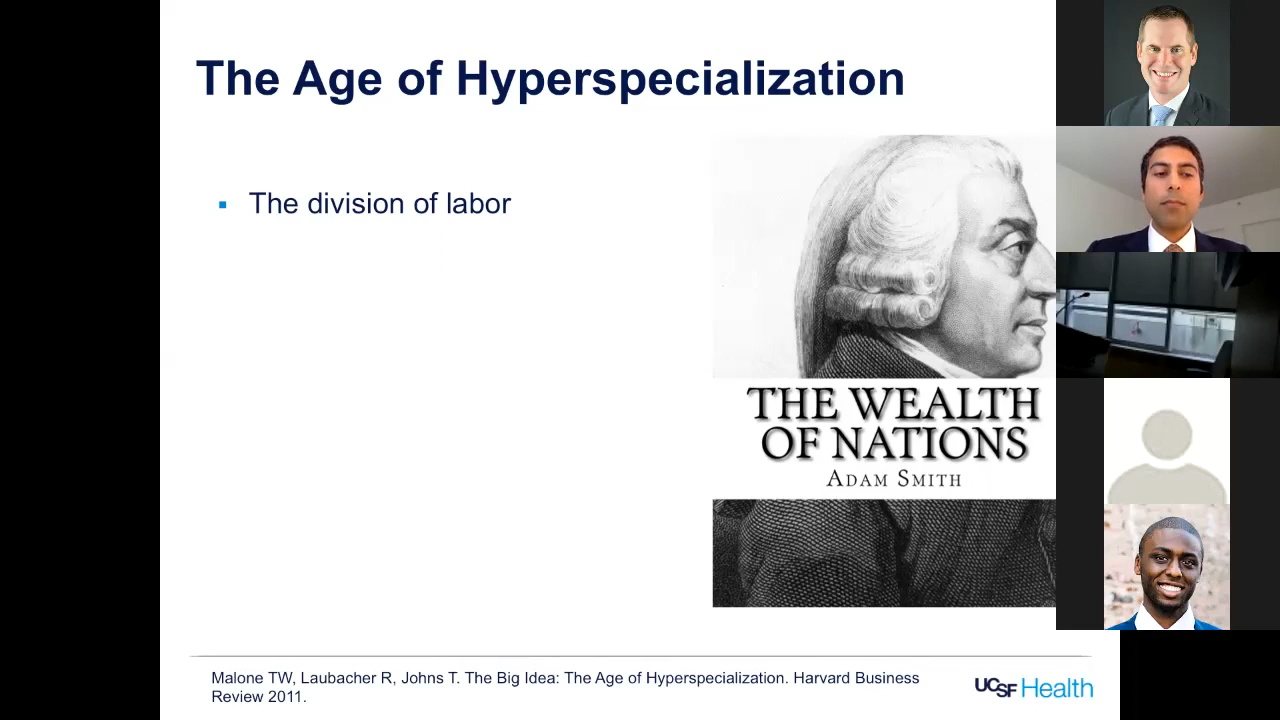 The Age of Hyperspecialization
▪ The division of labor
THE WEALTH
OF NATIONS
ADAM SMITH
Malone TW, Laubacher R, Johns T. The Big Idea: The Age of Hyperspecialization. Harvard Business
Review 2011.
UCSF Health